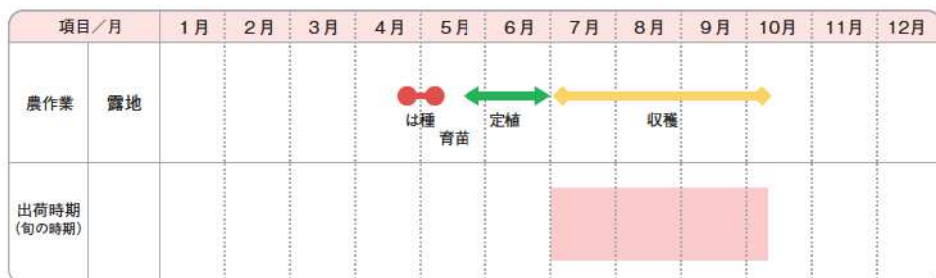 項目／月 1月 2月 3月 4月 5月 6月 7月 8月 9月 10月 11月 12月
農作業 露地
は種 定植 収穫
育苗
出荷時期
(旬の時期)